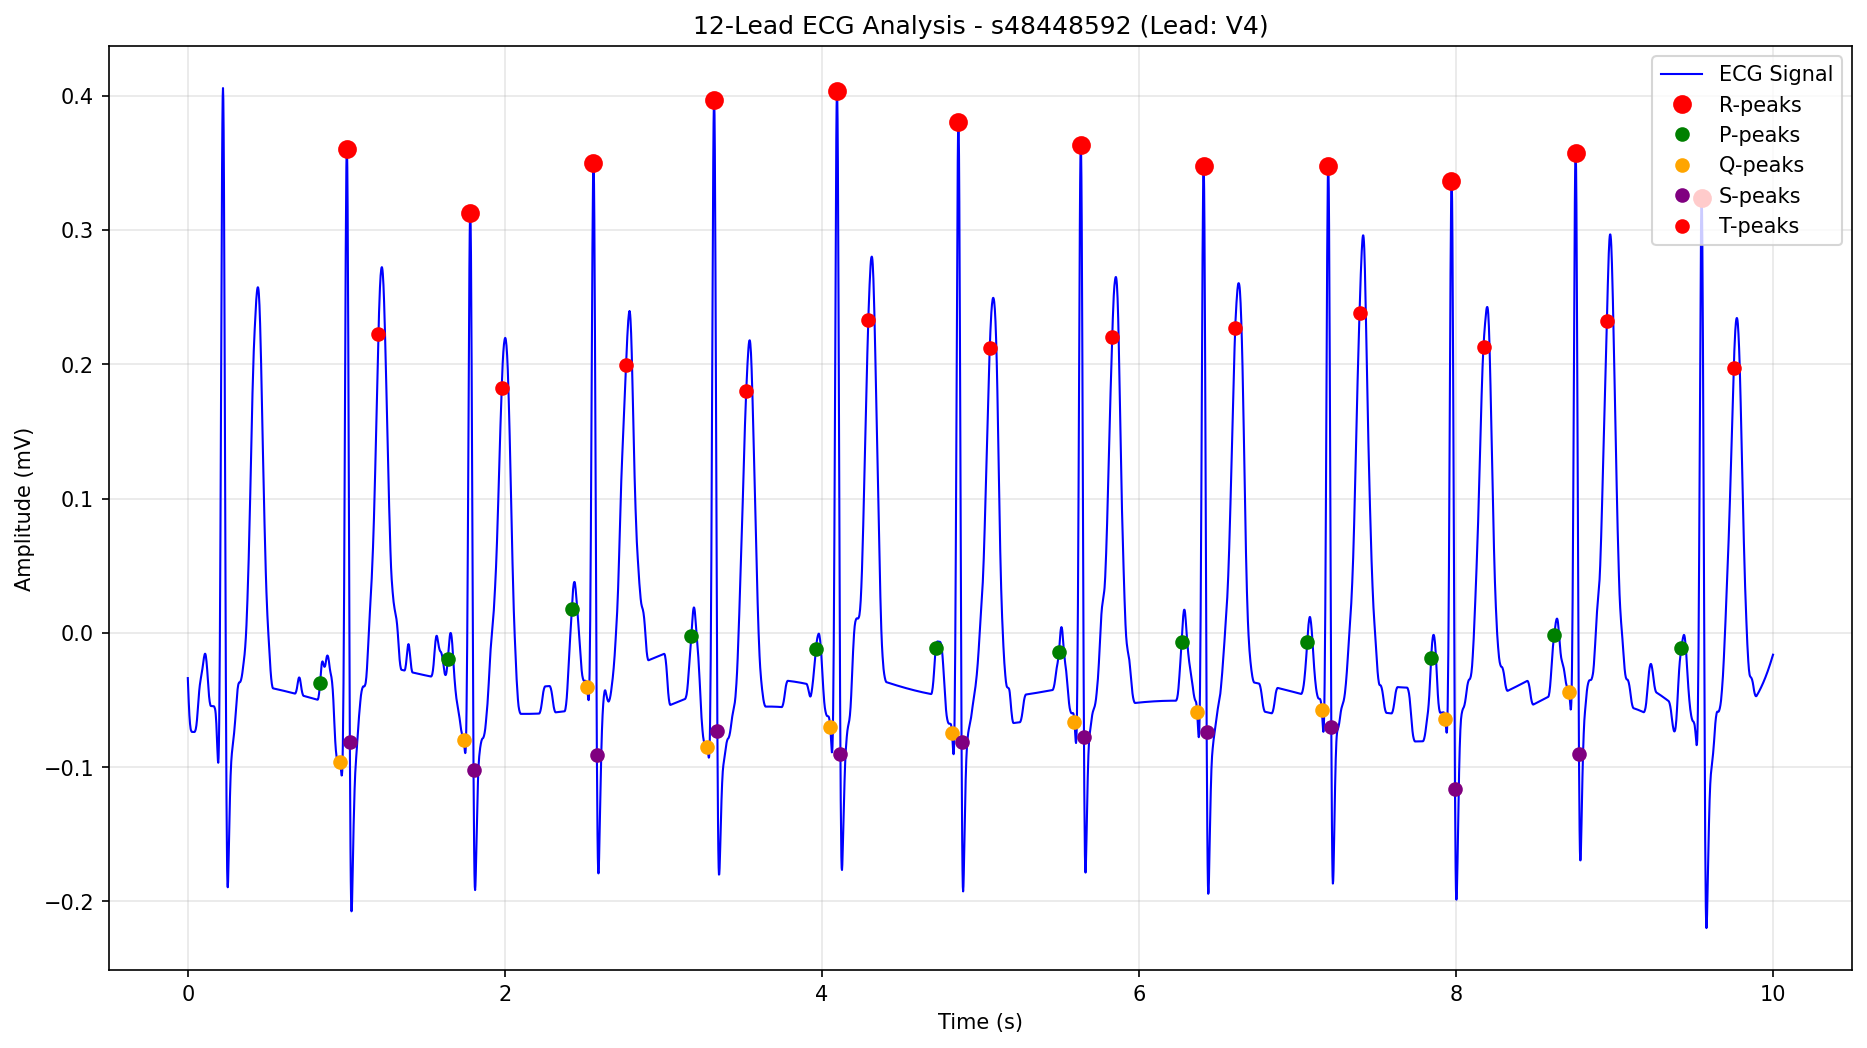 12-Lead ECG Analysis - s48448592 (Lead: V4)
ECG Signal
R-peaks
P-peaks
Q-peaks
S-peaks
T-peaks
Amplitude (mV)
0.4
0.3
0.2
0.1
0.0
−0.1
−0.2
0 2 4 6 8 10
Time (s)